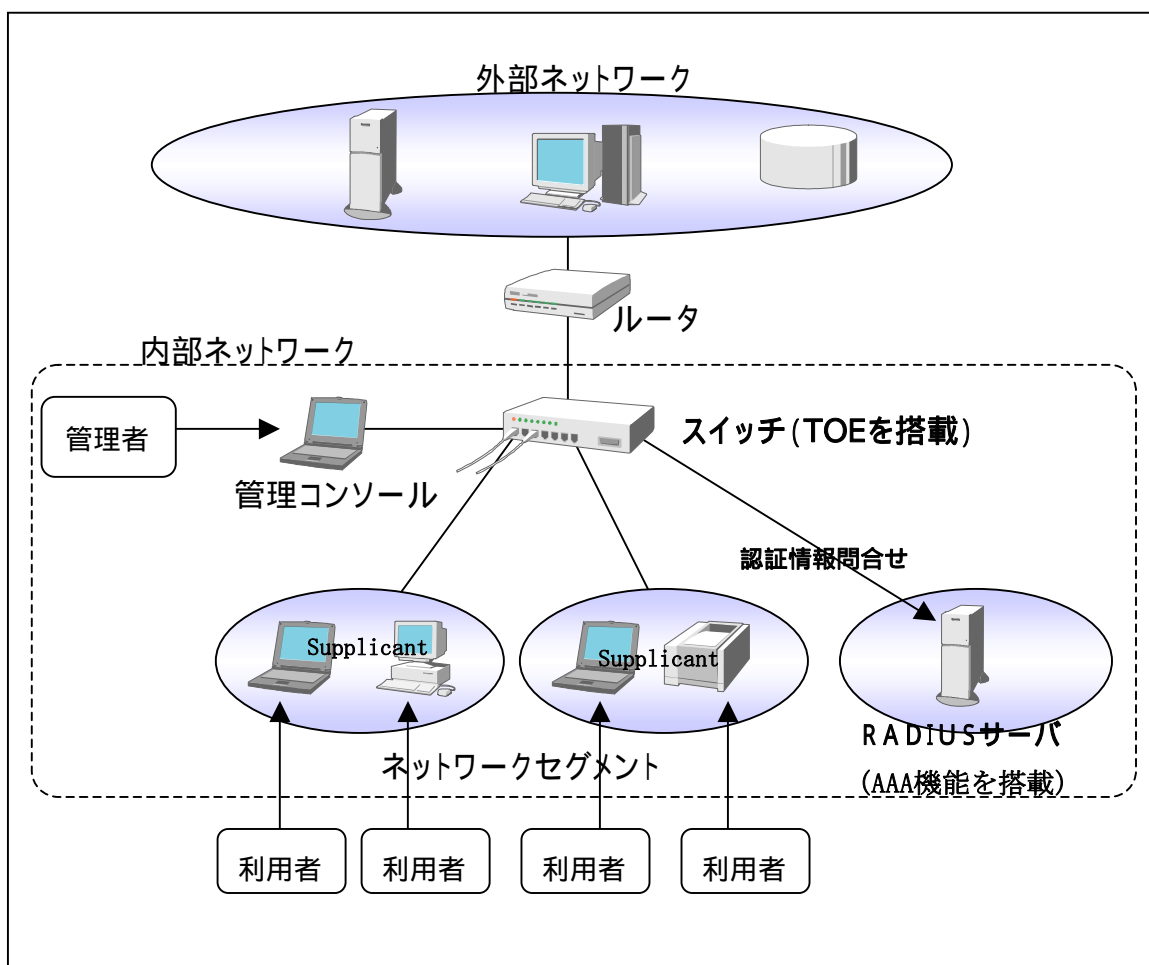 外部ネットワーク
ルータ
内部ネットワーク
管理者
スイッチ(TOEを搭載)
管理コンソール
認証情報問合せ
Supplicant
Supplicant
RADIUSサーバ
ネットワークセグメント
(AAA機能を搭載)
利用者
利用者
利用者
利用者